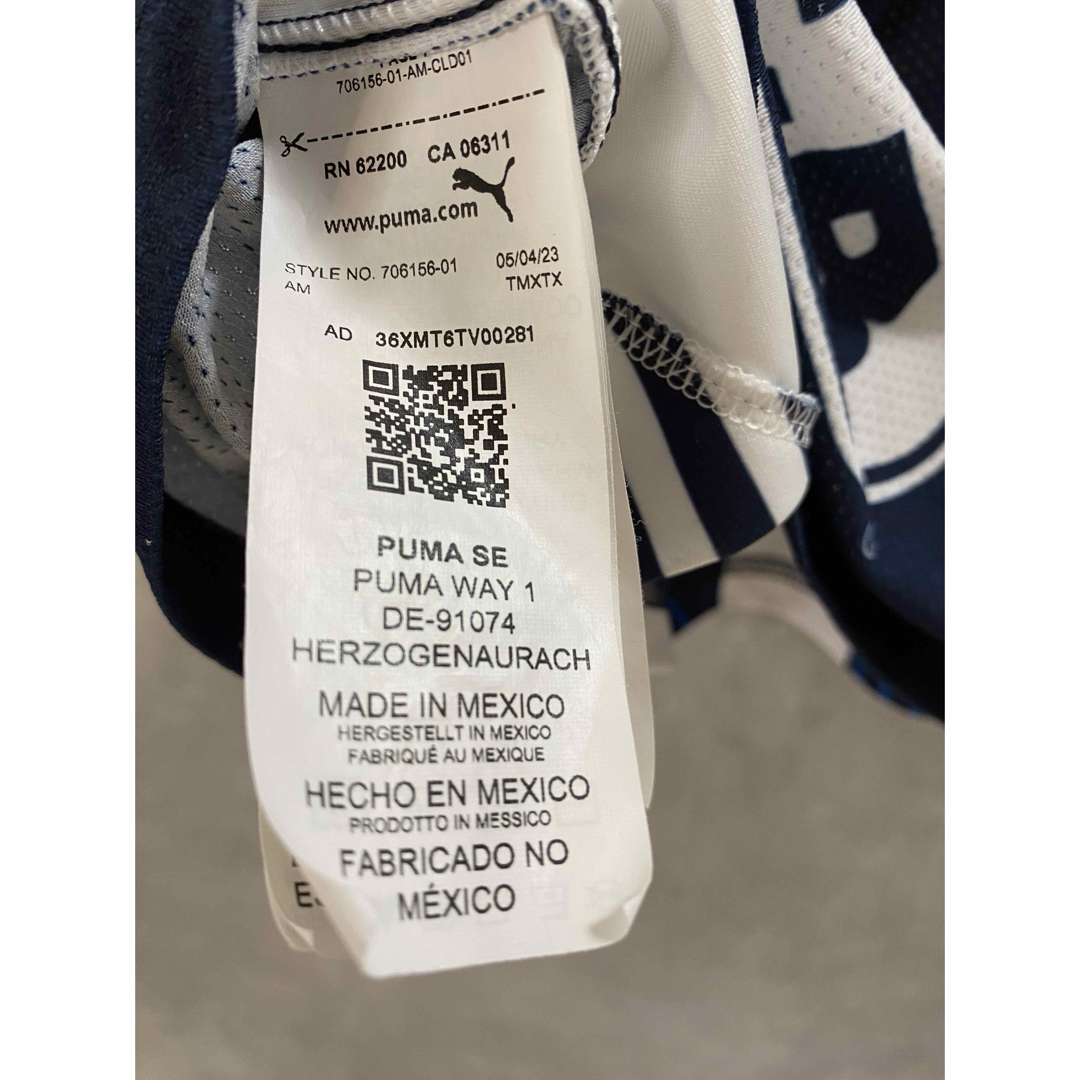 706156-01-AM-CLD01
RN 62200 CA 06311
www.puma.com
STYLE NO. 706156-01 05/04/23
AM TMXTX
AD 36XMT6TV00281
PUMA SE
PUMA WAY 1
DE-91074
HERZOGENAURACH
MADE IN MEXICO
HERGESTELLT IN MEXICO
FABRIQUÉ AU MEXIQUE
HECHO EN MEXICO
PRODOTTO IN MESSICO
FABRICADO NO
MÉXICO